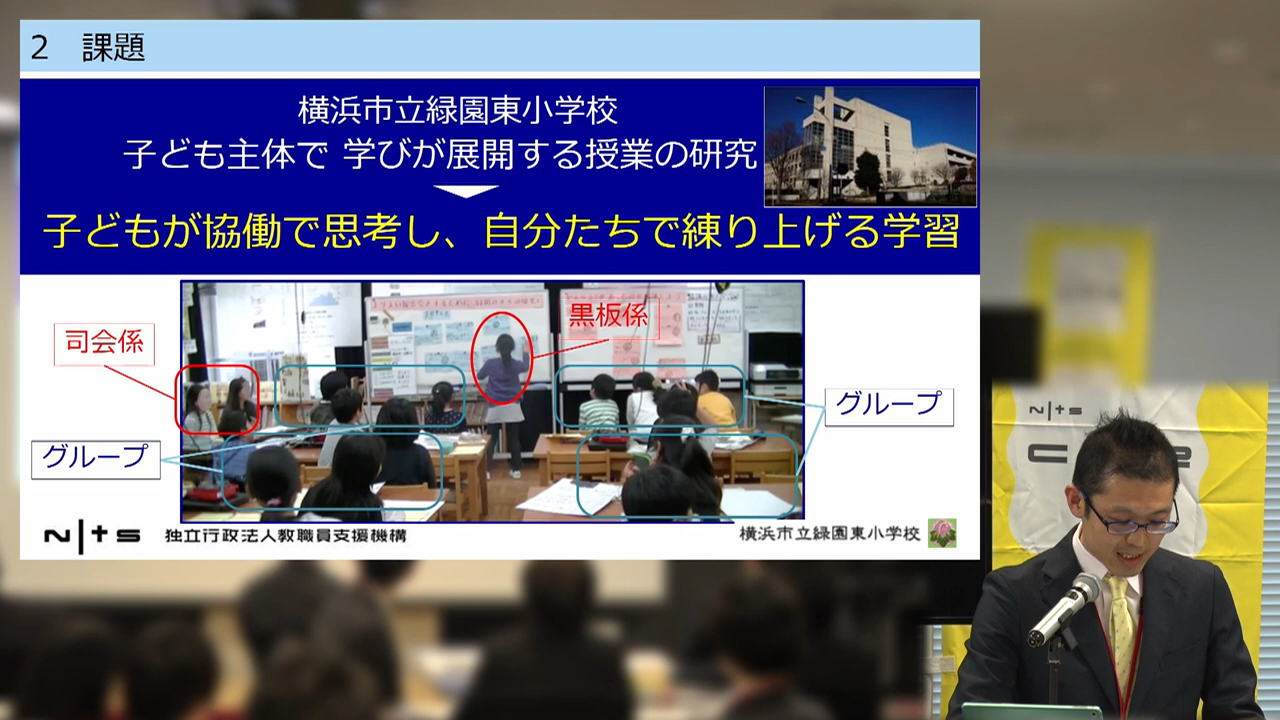 2 課題
横浜市立緑園東小学校
子ども主体で 学びが展開する授業の研究
子どもが協働で思考し、自分たちで練り上げる学習
黒板係
司会係
グループ
グループ
NITS 独立行政法人教職員支援機構
横浜市立緑園東小学校
NITS